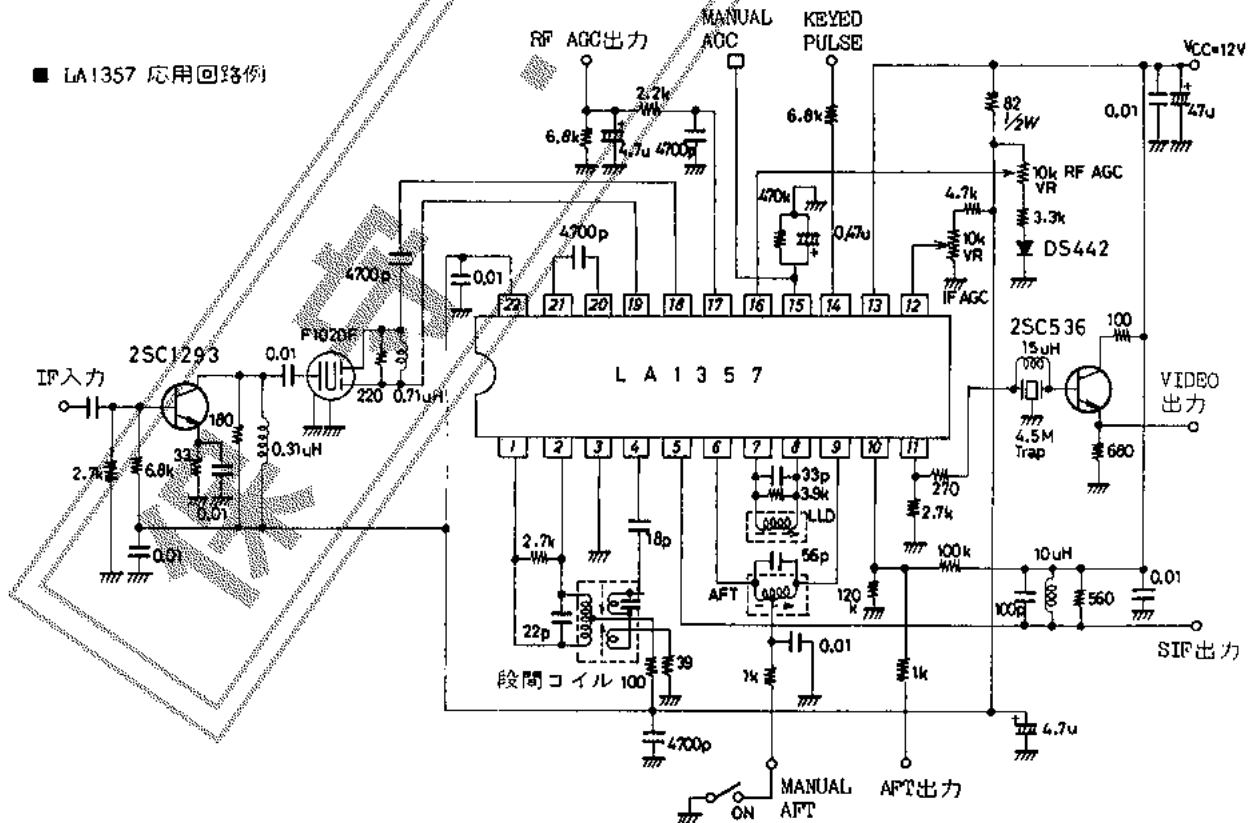 ■ LA1357 応用回路例
RF AGC出力
MANUAL
AGC
KEYED
PULSE
VCC=12V
2.2k
6.8k
4.7u
4700p
6.8k
82
1/2W
0.01
47u
10k
VR
RF AGC
3.3k
DS442
470k
0.47u
4.7k
10k
VR
IF AGC
4700p
0.01
4700p
22
21
20
19
18
17
16
15
14
13
12
2SC1293
0.01
F102DF
220
0.71uH
LA1357
2SC536
100
15uH
4.5M
Trap
VIDEO
出力
680
IF入力
180
33
0.31uH
2.7k
6.8k
0.01
0.01
1
2
3
4
5
6
7
8
9
10
11
33p
3.9k
LLD
270
2.7k
2.7k
18p
56p
AFT
100k
10uH
120
k
100p
560
0.01
22p
39
段間コイル
100
0.01
1k
1k
SIF出力
4700p
4.7u
ON
MANUAL
AFT
AFT出力